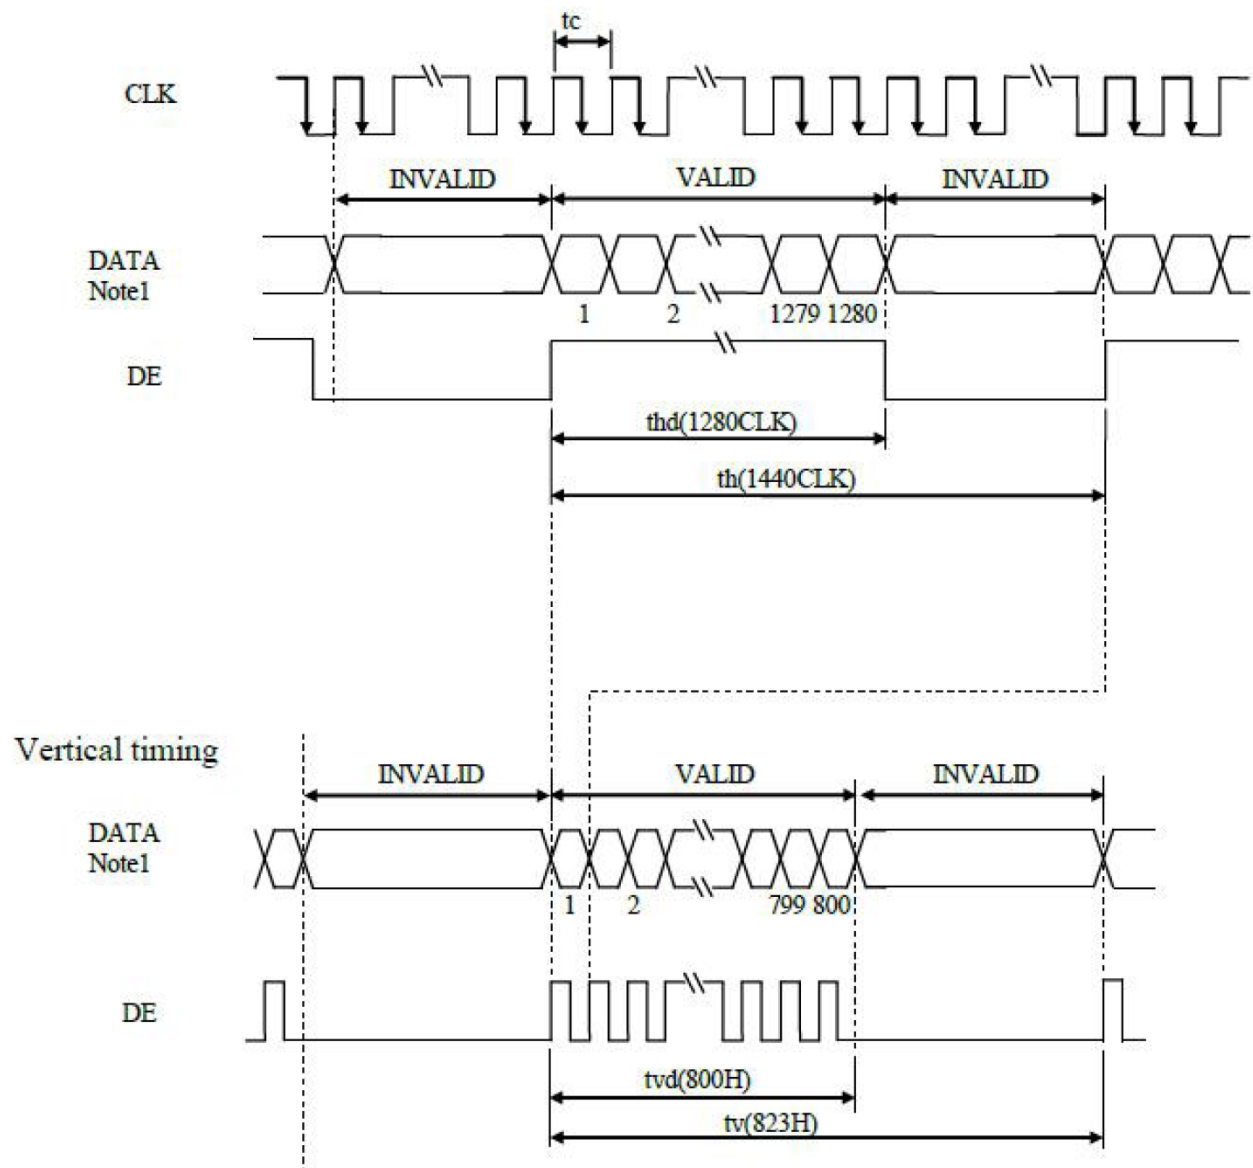 tc
CLK
INVALID VALID INVALID
DATA
Note1
1 2 1279 1280
DE
thd(1280CLK)
th(1440CLK)
Vertical timing
INVALID VALID INVALID
DATA
Note1
1 2 799 800
DE
tvd(800H)
tv(823H)